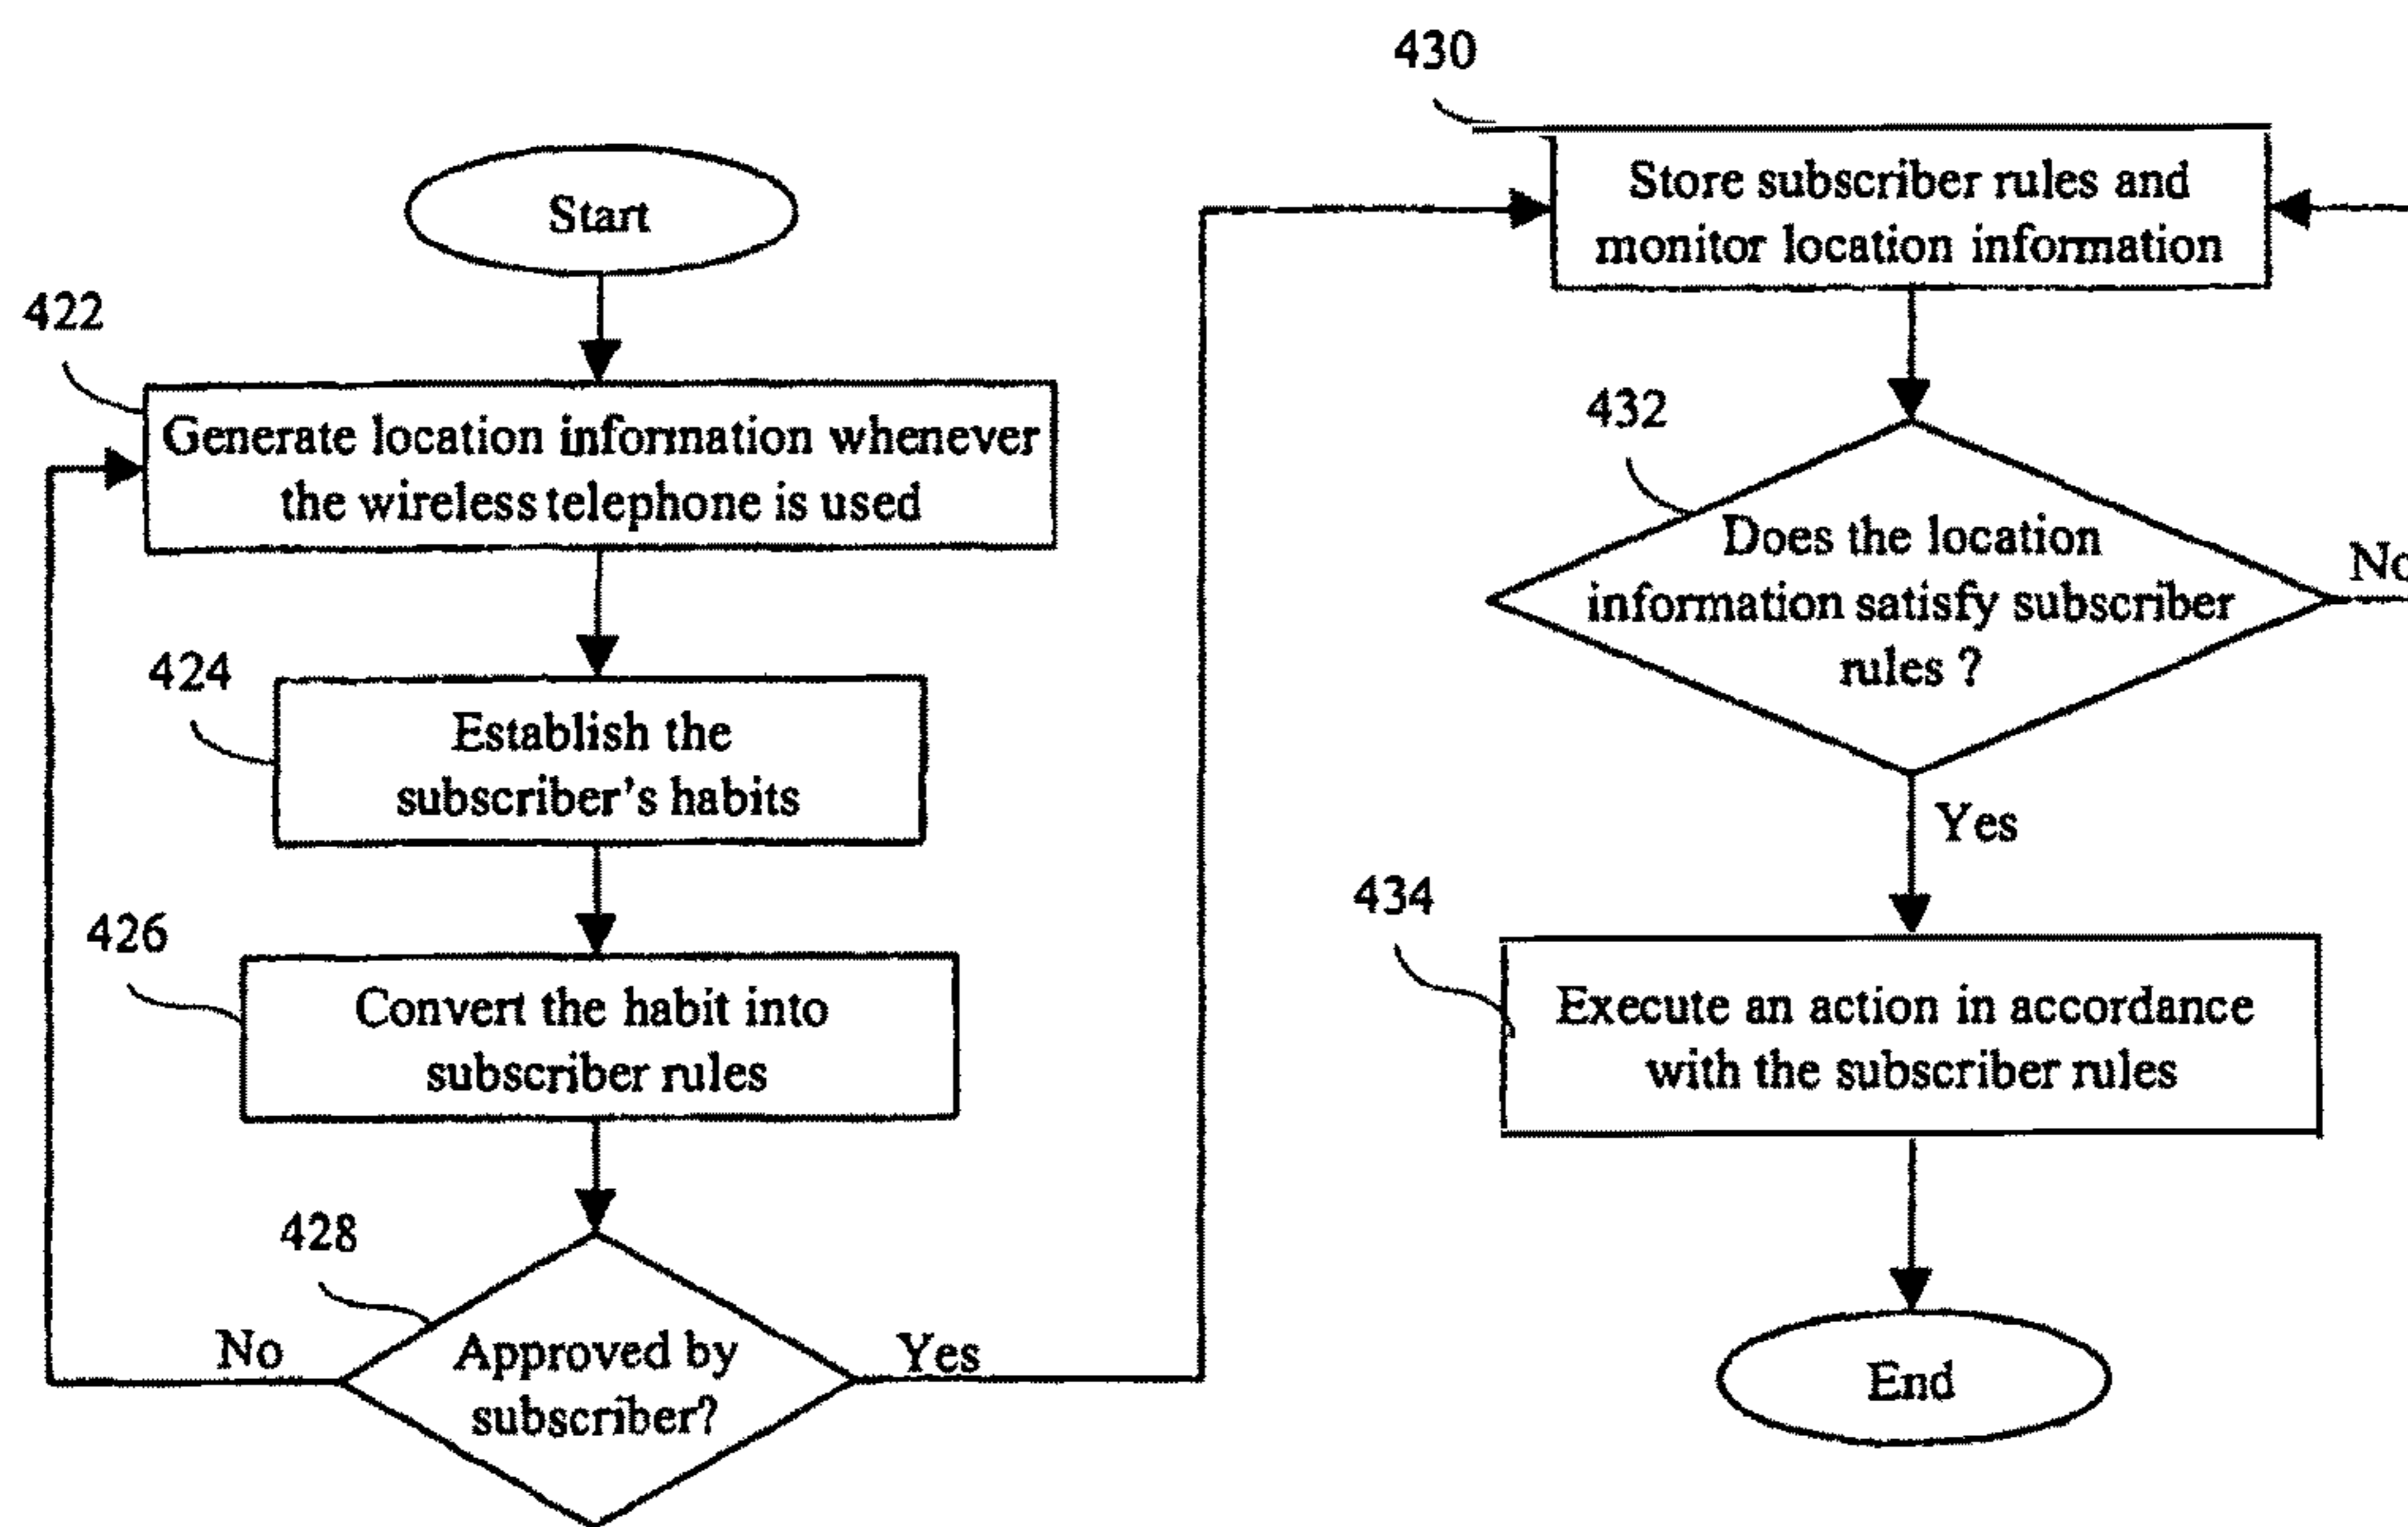 Start
422
Generate location information whenever
the wireless telephone is used
424
Establish the
subscriber's habits
426
Convert the habit into
subscriber rules
428
Approved by
subscriber?
No
Yes
430
Store subscriber rules and
monitor location information
432
Does the location
information satisfy subscriber
rules ?
No
Yes
434
Execute an action in accordance
with the subscriber rules
End